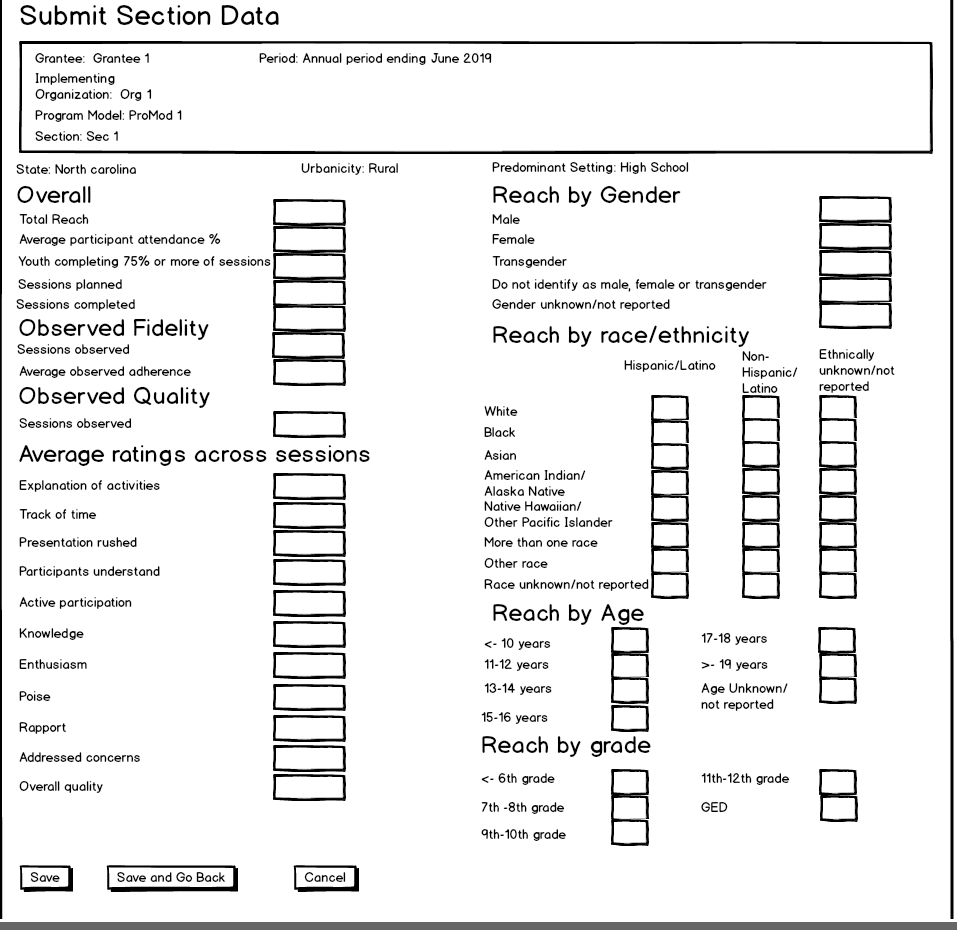 Submit Section Data
Grantee: Grantee 1
Period: Annual period ending June 2019
Implementing
Organization: Org 1
Program Model: ProMod 1
Section: Sec 1
State: North carolina
Urbanicity: Rural
Predominant Setting: High School
Overall
Total Reach
Average participant attendance %
Youth completing 75% or more of sessions
Sessions planned
Sessions completed
Observed Fidelity
Sessions observed
Average observed adherence
Observed Quality
Sessions observed
Average ratings across sessions
Explanation of activities
Track of time
Presentation rushed
Participants understand
Active participation
Knowledge
Enthusiasm
Poise
Rapport
Addressed concerns
Overall quality
Reach by Gender
Male
Female
Transgender
Do not identify as male, female or transgender
Gender unknown/not reported
Reach by race/ethnicity
Hispanic/Latino
Non-
Hispanic/
Latino
Ethnically
unknown/not
reported
White
Black
Asian
American Indian/
Alaska Native
Native Hawaiian/
Other Pacific Islander
More than one race
Other race
Race unknown/not reported
Reach by Age
<- 10 years
11-12 years
13-14 years
15-16 years
17-18 years
>- 19 years
Age Unknown/
not reported
Reach by grade
<- 6th grade
7th -8th grade
9th-10th grade
11th-12th grade
GED
Save
Save and Go Back
Cancel